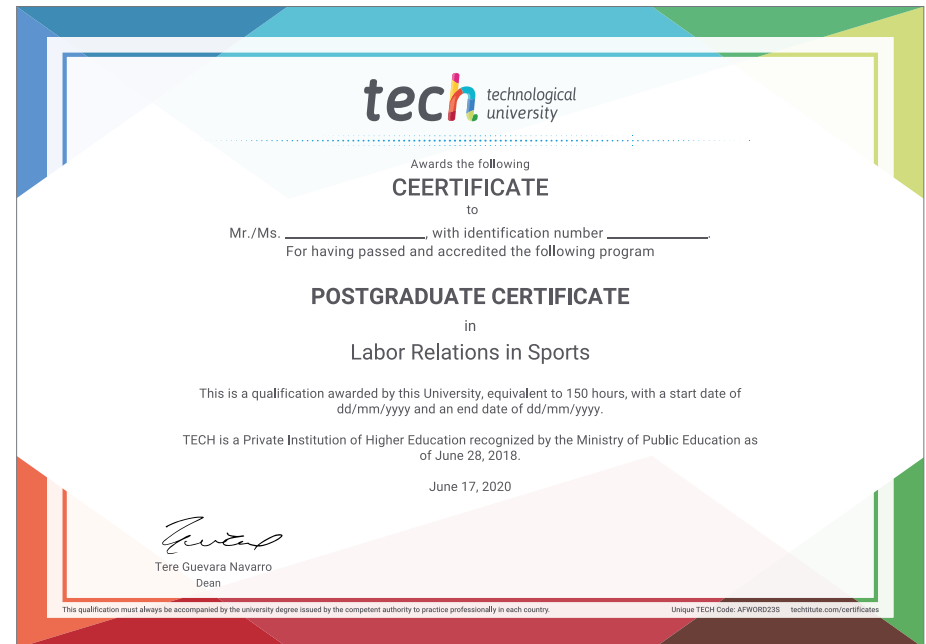 tech technological
university
Awards the following
CEERTIFICATE
to
Mr./Ms. ____________, with identification number ____________.
For having passed and accredited the following program
POSTGRADUATE CERTIFICATE
in
Labor Relations in Sports
This is a qualification awarded by this University, equivalent to 150 hours, with a start date of
dd/mm/yyyy and an end date of dd/mm/yyyy.
TECH is a Private Institution of Higher Education recognized by the Ministry of Public Education as
of June 28, 2018.
June 17, 2020
Tere Guevara Navarro
Dean
This qualification must always be accompanied by the university degree issued by the competent authority to practice professionally in each country. Unique TECH Code: AFWORD23S techtitute.com/certificates